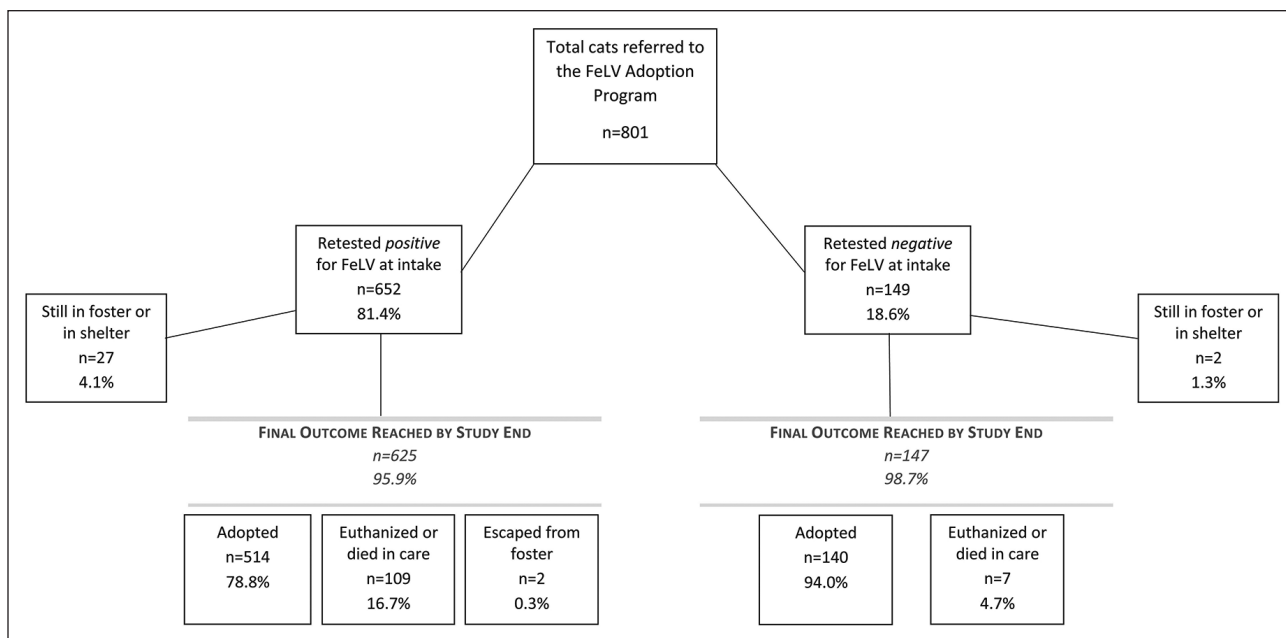 Total cats referred to
the FeLV Adoption
Program
n=801
Retested positive
for FeLV at intake
n=652
81.4%
Retested negative
for FeLV at intake
n=149
18.6%
Still in foster or
in shelter
n=27
4.1%
Still in foster or
in shelter
n=2
1.3%
FINAL OUTCOME REACHED BY STUDY END
n=625
95.9%
FINAL OUTCOME REACHED BY STUDY END
n=147
98.7%
Adopted
n=514
78.8%
Euthanized or
died in care
n=109
16.7%
Escaped from
foster
n=2
0.3%
Adopted
n=140
94.0%
Euthanized or
died in care
n=7
4.7%